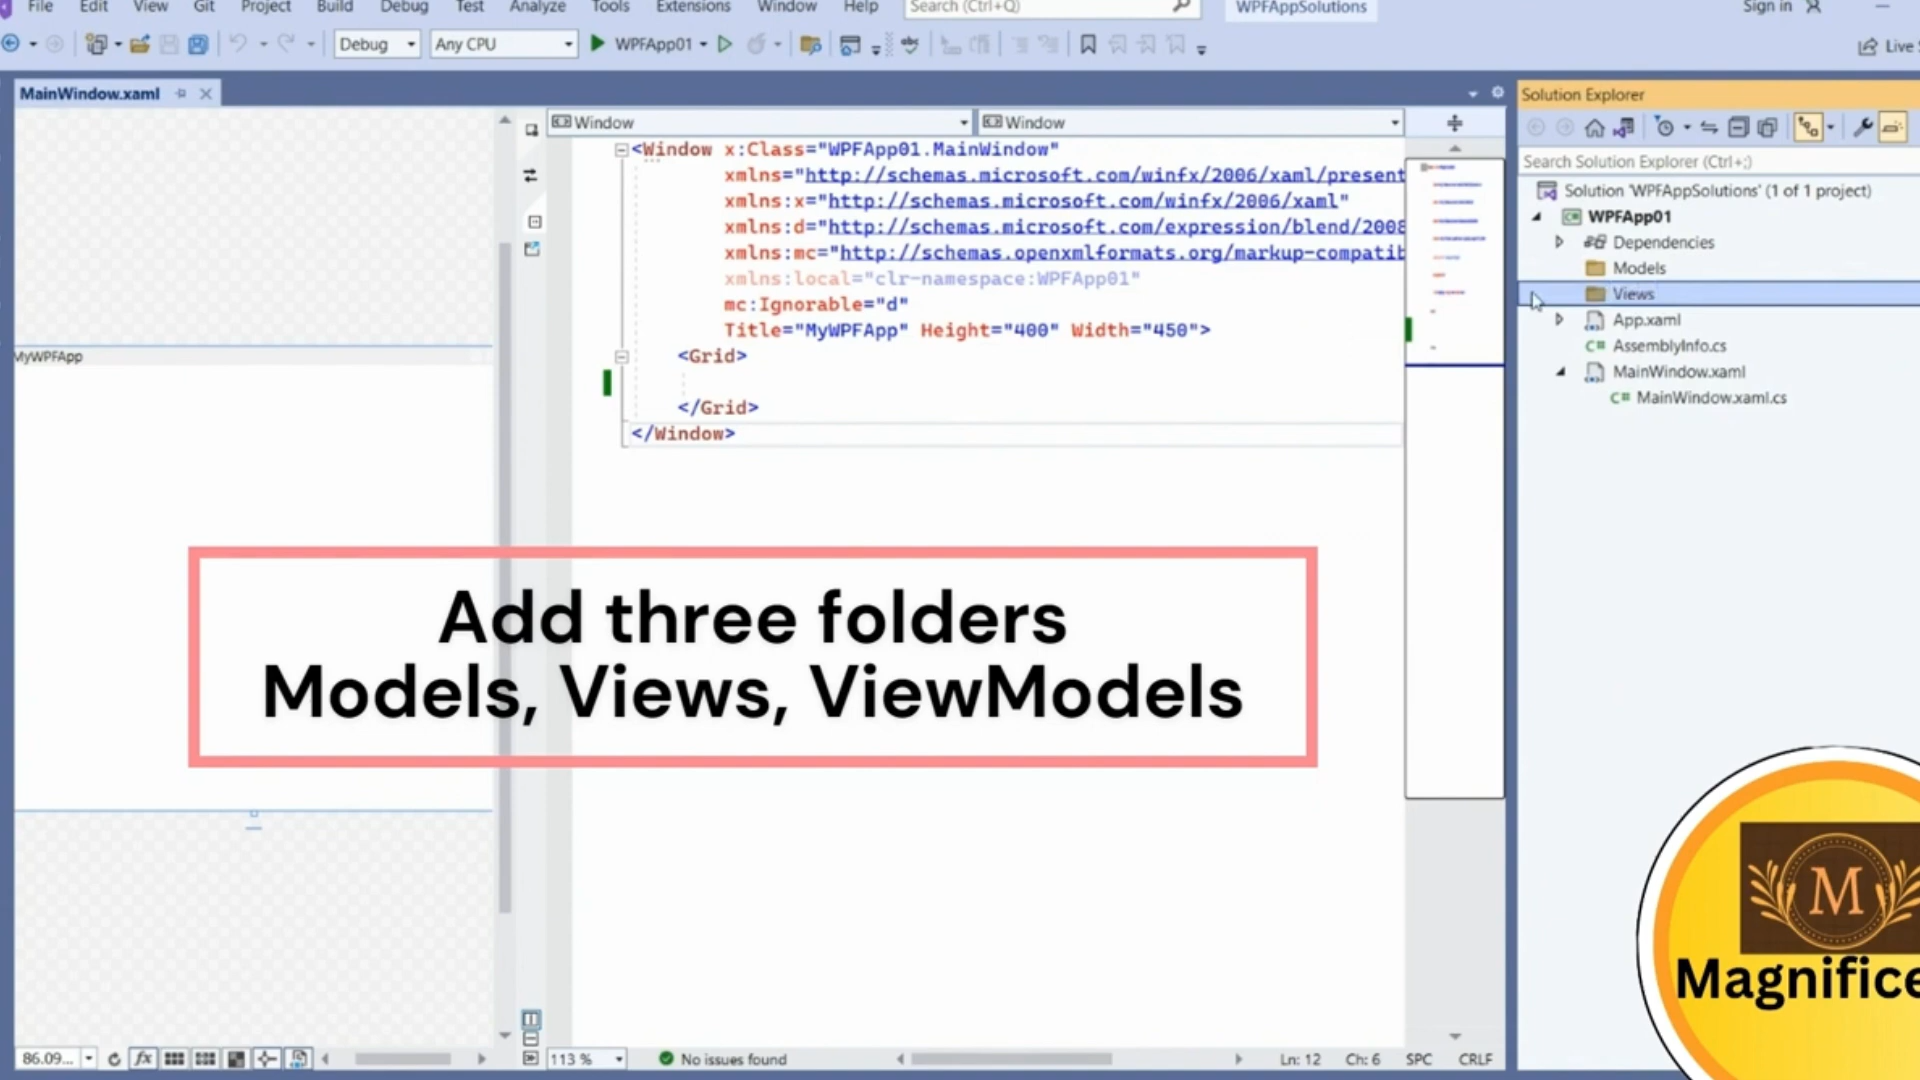 File Edit View Git Project Build Debug Test Analyze Tools Extensions Window Help Search (Ctrl+Q) WPFAppSolutions Sign in
Debug Any CPU WPFApp01 Live
MainWindow.xaml
Window Window
<Window x:Class="WPFApp01.MainWindow"
xmlns="http://schemas.microsoft.com/winfx/2006/xaml/present
xmlns:x="http://schemas.microsoft.com/winfx/2006/xaml"
xmlns:d="http://schemas.microsoft.com/expression/blend/2008
xmlns:mc="http://schemas.openxmlformats.org/markup-compatib
xmlns:local="clr-namespace:WPFApp01"
mc:Ignorable="d"
Title="MyWPFApp" Height="400" Width="450">
<Grid>
</Grid>
</Window>
MyWPFApp
Add three folders
Models, Views, ViewModels
Solution Explorer
Search Solution Explorer (Ctrl+;)
Solution 'WPFAppSolutions' (1 of 1 project)
WPFApp01
Dependencies
Models
Views
App.xaml
C# AssemblyInfo.cs
MainWindow.xaml
C# MainWindow.xaml.cs
M
Magnifice
86.09... fx 113 % No issues found Ln: 12 Ch: 6 SPC CRLF